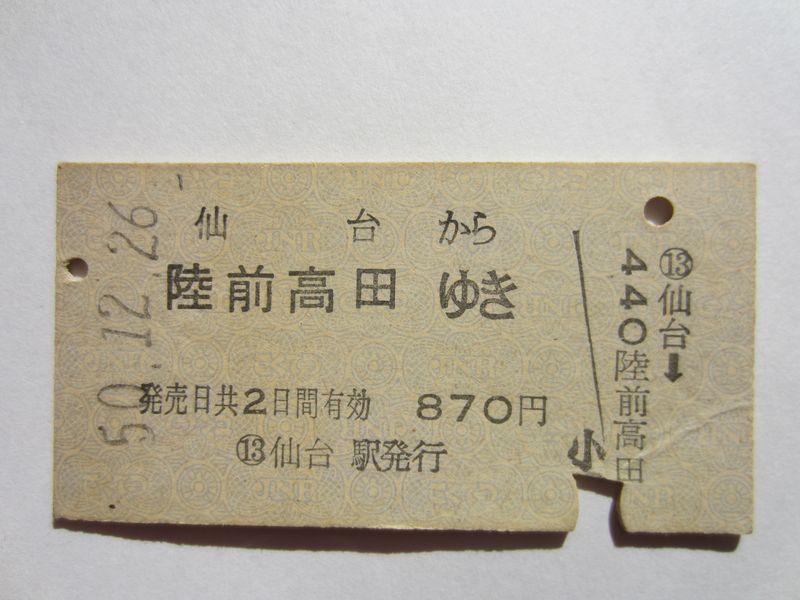 50.12.26
仙台から
陸前高田ゆき
発売日共2日間有効 870円
⑬仙台駅発行
小
⑬仙台→
440陸前高田